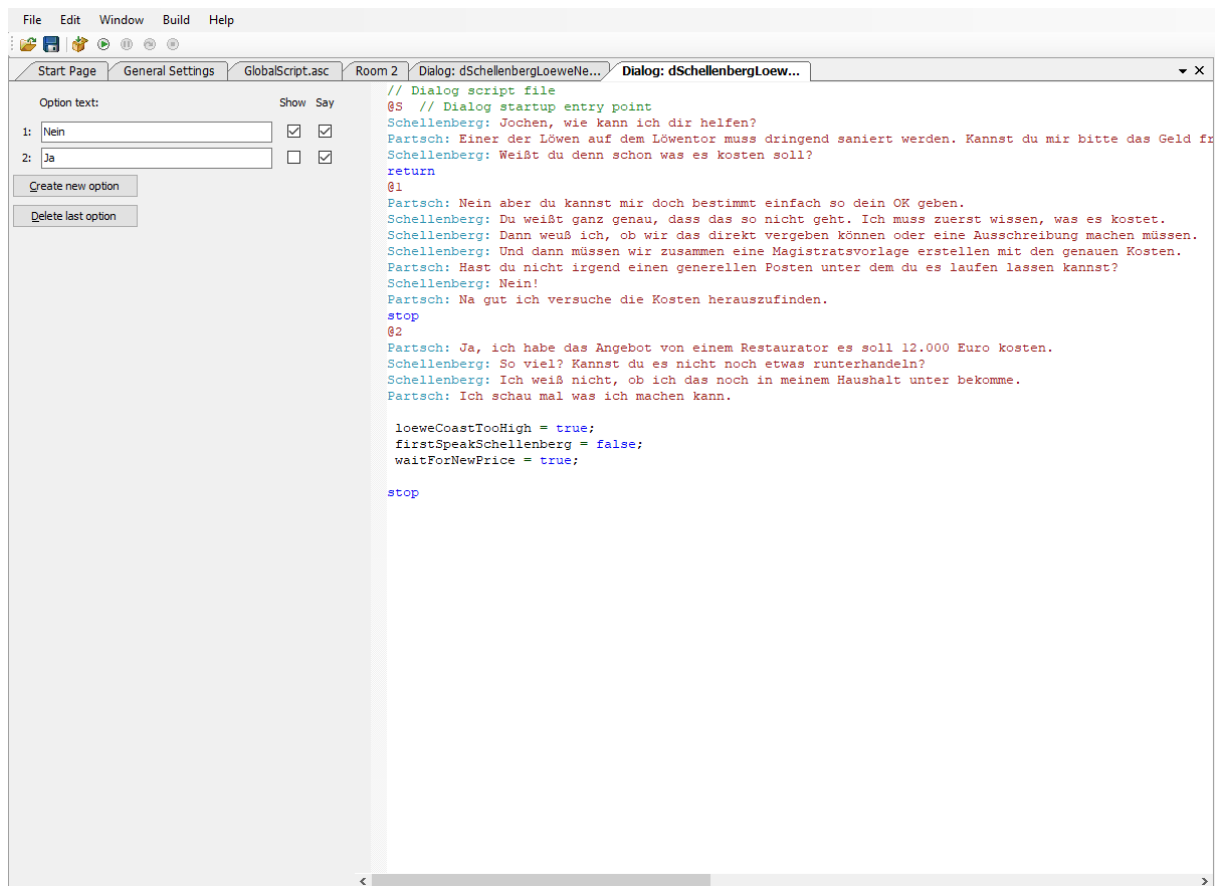 File Edit Window Build Help
Start Page General Settings GlobalScript.asc Room 2 Dialog: dSchellenbergLoeweNe... Dialog: dSchellenbergLoew...
Option text: Show Say
1: Nein
2: Ja
Create new option
Delete last option
// Dialog script file
@S // Dialog startup entry point
Schellenberg: Jochen, wie kann ich dir helfen?
Partsch: Einer der Löwen auf dem Löwentor muss dringend saniert werden. Kannst du mir bitte das Geld fr
Schellenberg: Weißt du denn schon was es kosten soll?
return
@1
Partsch: Nein aber du kannst mir doch bestimmt einfach so dein OK geben.
Schellenberg: Du weißt ganz genau, dass das so nicht geht. Ich muss zuerst wissen, was es kostet.
Schellenberg: Dann weuß ich, ob wir das direkt vergeben können oder eine Ausschreibung machen müssen.
Schellenberg: Und dann müssen wir zusammen eine Magistratsvorlage erstellen mit den genauen Kosten.
Partsch: Hast du nicht irgend einen generellen Posten unter dem du es laufen lassen kannst?
Schellenberg: Nein!
Partsch: Na gut ich versuche die Kosten herauszufinden.
stop
@2
Partsch: Ja, ich habe das Angebot von einem Restaurator es soll 12.000 Euro kosten.
Schellenberg: So viel? Kannst du es nicht noch etwas runterhandeln?
Schellenberg: Ich weiß nicht, ob ich das noch in meinem Haushalt unter bekomme.
Partsch: Ich schau mal was ich machen kann.
loeweCoastTooHigh = true;
firstSpeakSchellenberg = false;
waitForNewPrice = true;
stop